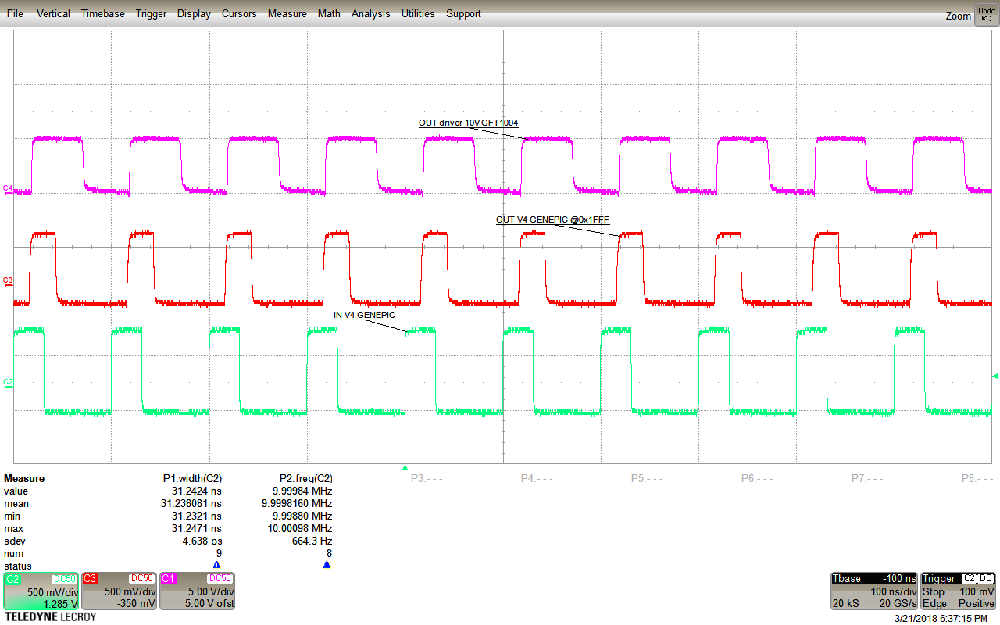 File Vertical Timebase Trigger Display Cursors Measure Math Analysis Utilities Support
Zoom Undo
OUT driver 10V GFT1004
C4
OUT V4 GENEPIC @0x1FFF
C3
IN V4 GENEPIC
C2
Measure P1:width(C2) P2:freq(C2) P3:- - - P4:- - - P5:- - - P6:- - - P7:- - - P8:- - -
value 31.2424 ns 9.99984 MHz
mean 31.238081 ns 9.9998160 MHz
min 31.2321 ns 9.99880 MHz
max 31.2471 ns 10.00098 MHz
sdev 4.638 ps 664.3 Hz
num 9 8
status
C2 DC50 C3 DC50 C4 DC50 Tbase -100 ns Trigger C2 DC
500 mV/div 500 mV/div 5.00 V/div 100 ns/div Stop 100 mV
-1.285 V -350 mV 5.00 V ofst 20 kS 20 GS/s Edge Positive
TELEDYNE LECROY 3/21/2018 6:37:15 PM